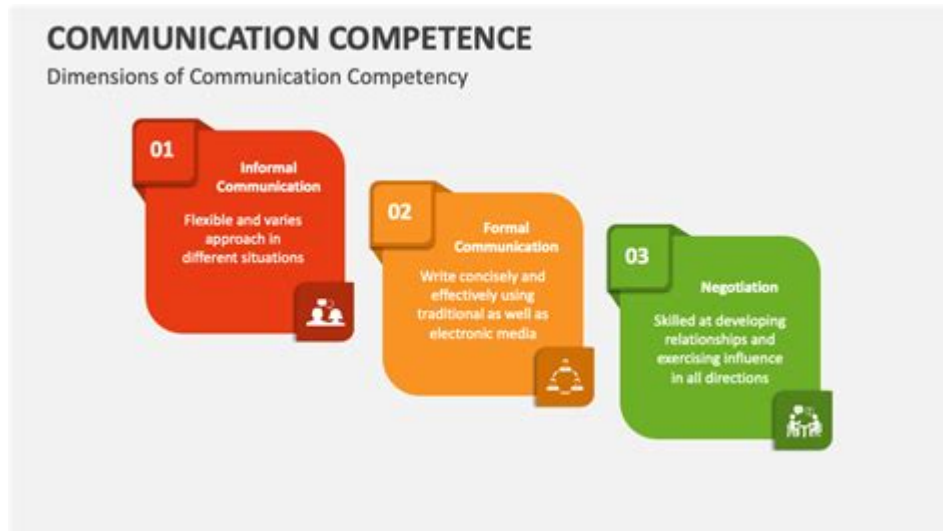 COMMUNICATION COMPETENCE
Dimensions of Communication Competency
01
Informal
Communication
Flexible and varies
approach in
different situations
02
Formal
Communication
Write concisely and
effectively using
traditional as well as
electronic media
03
Negotiation
Skilled at developing
relationships and
exercising influence
in all directions